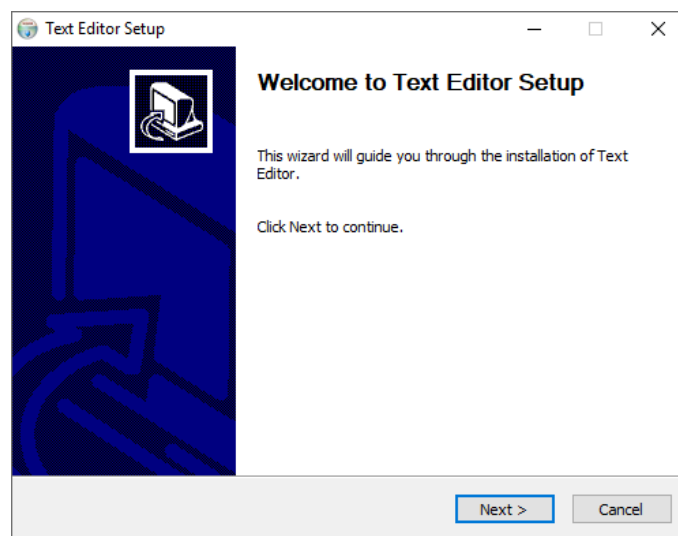 Text Editor Setup
Welcome to Text Editor Setup
This wizard will guide you through the installation of Text
Editor.
Click Next to continue.
Next >
Cancel